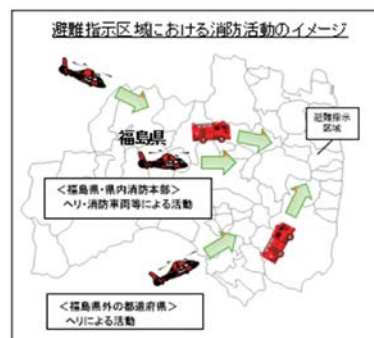 避難指示区域における消防活動のイメージ
避難指示
区域
福島県
＜福島県・県内消防本部＞
ヘリ・消防車両等による活動
＜福島県外の都道府県＞
ヘリによる活動